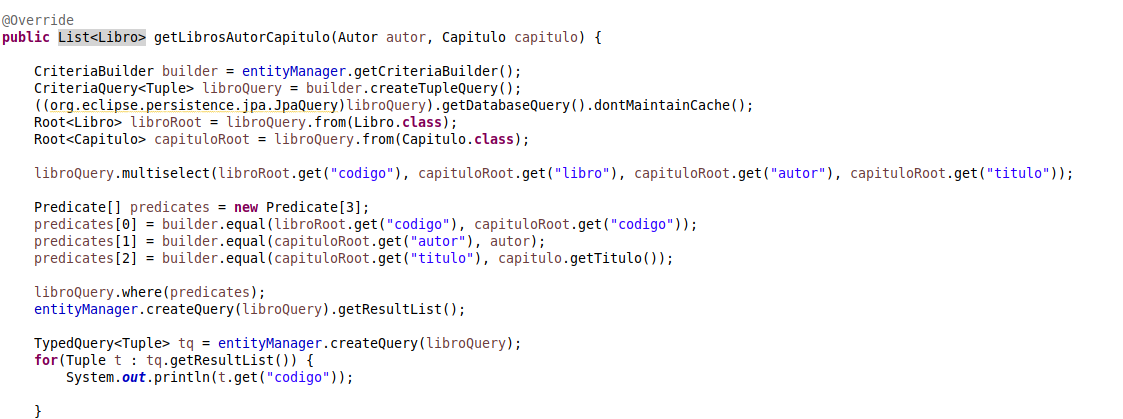 @Override
public List<Libro> getLibrosAutorCapitulo(Autor autor, Capitulo capitulo) {
CriteriaBuilder builder = entityManager.getCriteriaBuilder();
CriteriaQuery<Tuple> libroQuery = builder.createTupleQuery();
((org.eclipse.persistence.jpa.JpaQuery)libroQuery).getDatabaseQuery().dontMaintainCache();
Root<Libro> libroRoot = libroQuery.from(Libro.class);
Root<Capitulo> capituloRoot = libroQuery.from(Capitulo.class);
libroQuery.multiselect(libroRoot.get("codigo"), capituloRoot.get("libro"), capituloRoot.get("autor"), capituloRoot.get("titulo"));
Predicate[] predicates = new Predicate[3];
predicates[0] = builder.equal(libroRoot.get("codigo"), capituloRoot.get("codigo"));
predicates[1] = builder.equal(capituloRoot.get("autor"), autor);
predicates[2] = builder.equal(capituloRoot.get("titulo"), capitulo.getTitulo());
libroQuery.where(predicates);
entityManager.createQuery(libroQuery).getResultList();
TypedQuery<Tuple> tq = entityManager.createQuery(libroQuery);
for(Tuple t : tq.getResultList()) {
System.out.println(t.get("codigo"));
}